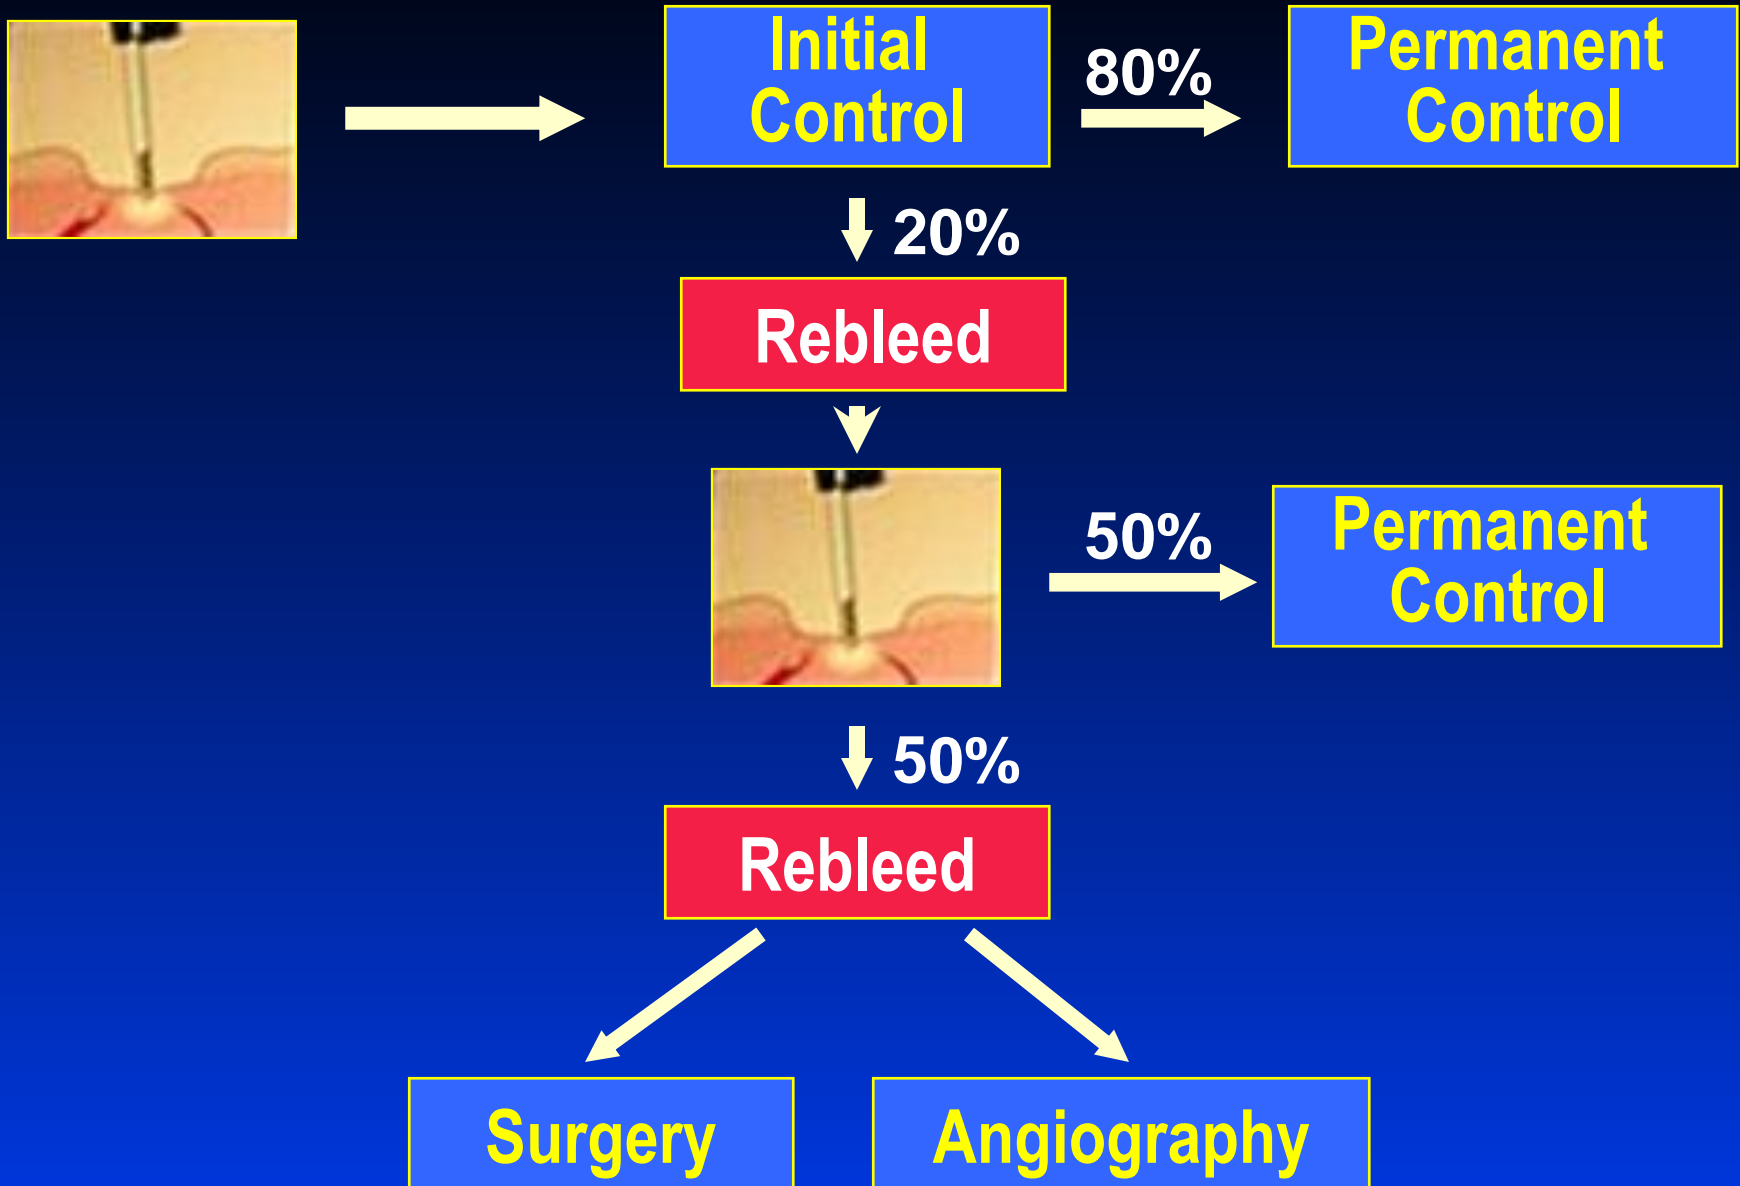 Initial
Control
80%
Permanent
Control
20%
Rebleed
50%
Permanent
Control
50%
Rebleed
Surgery
Angiography